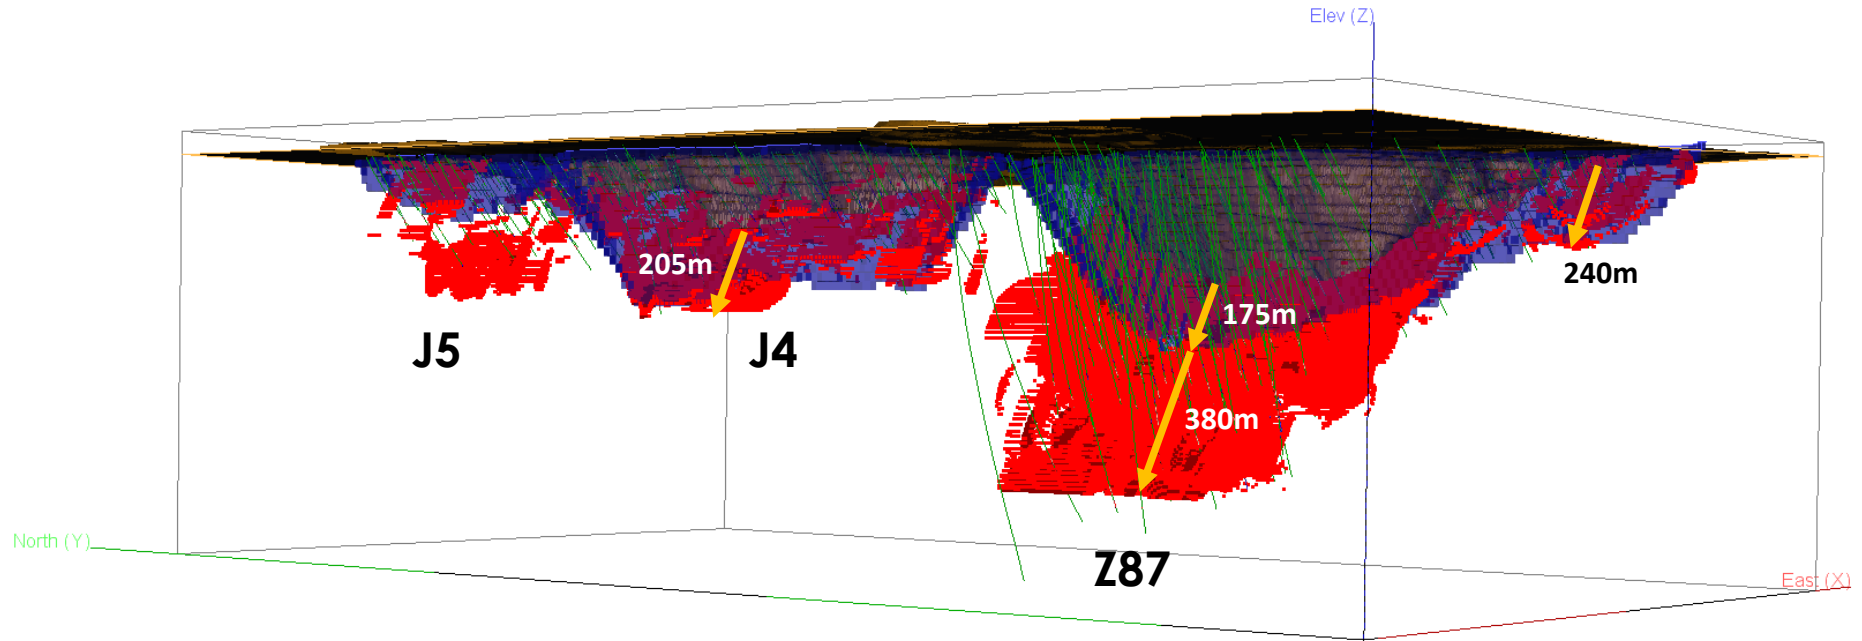 Elev (Z)
205m
240m
175m
J5
J4
380m
North (Y)
Z87
East (X)